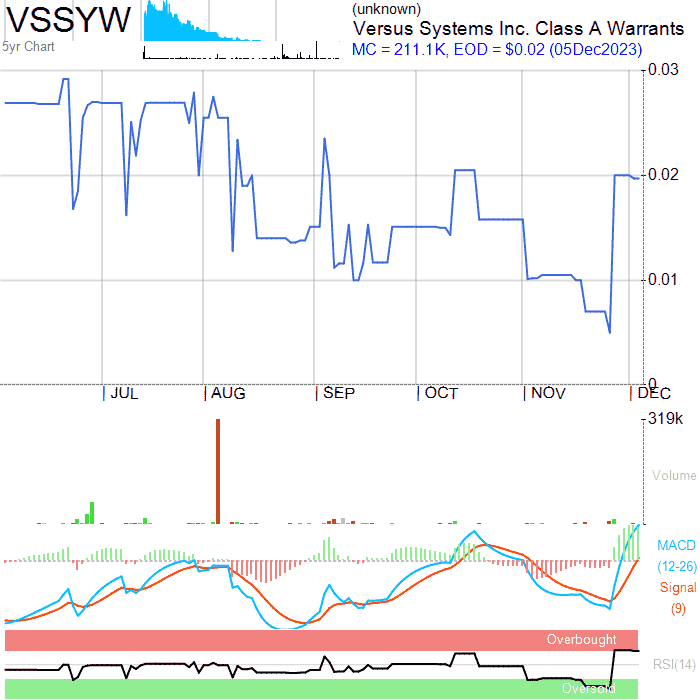 VSSYW
5yr Chart
(unknown)
Versus Systems Inc. Class A Warrants
MC = 211.1K, EOD = $0.02 (05Dec2023)
0.03
0.02
0.01
0
| JUL | AUG | SEP | OCT | NOV | DEC
319k
Volume
MACD
(12-26)
Signal
(9)
Overbought
RSI(14)
Oversold